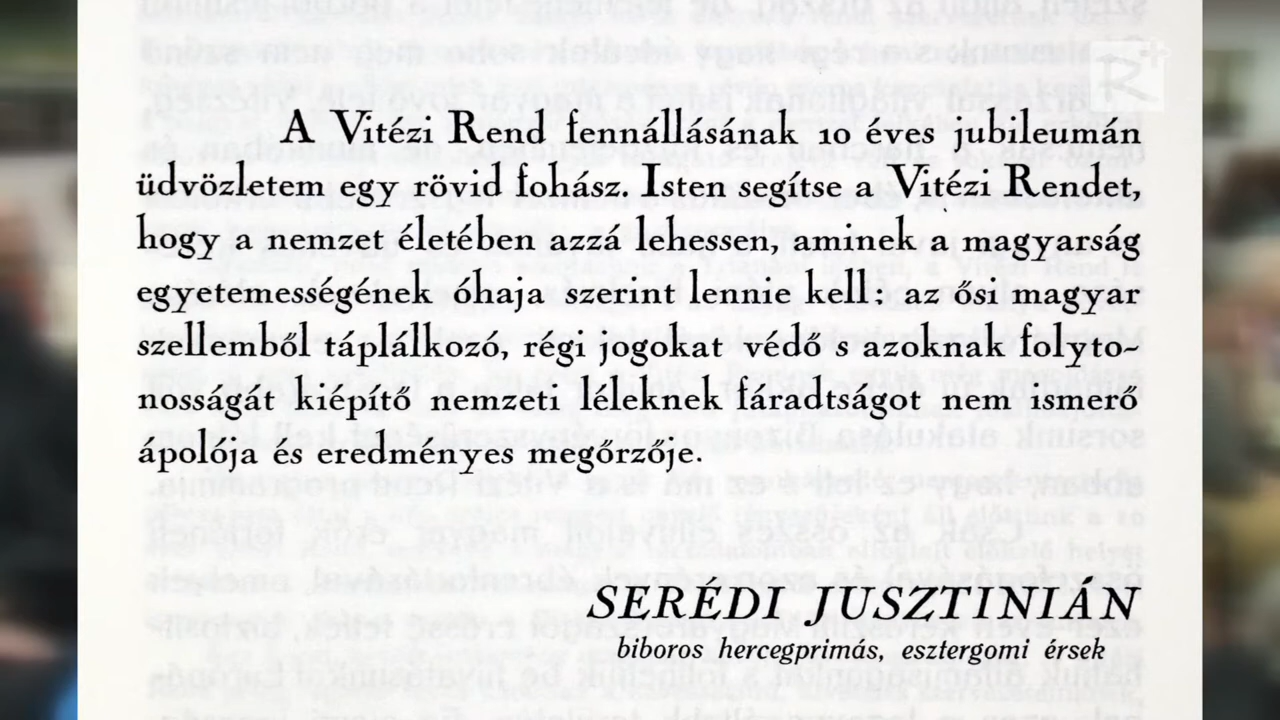 A Vitézi Rend fennállásának 10 éves jubileumán
üdvözletem egy rövid fohász. Isten segítse a Vitézi Rendet,
hogy a nemzet életében azzá lehessen, aminek a magyarság
egyetemességének óhaja szerint lennie kell: az ősi magyar
szellemből táplálkozó, régi jogokat védő s azoknak folyto-
nosságát kiépítő nemzeti léleknek fáradtságot nem ismerő
ápolója és eredményes megőrzője.
SERÉDI JUSZTINIÁN
biboros hercegprimás, esztergomi érsek